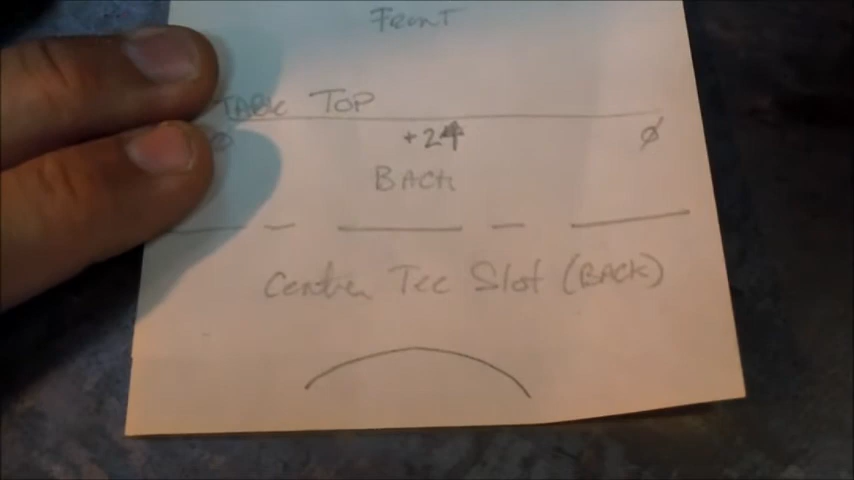 FRONT
TABLE TOP
Ø +24 Ø
BACK
Center Tee Slot (BACK)